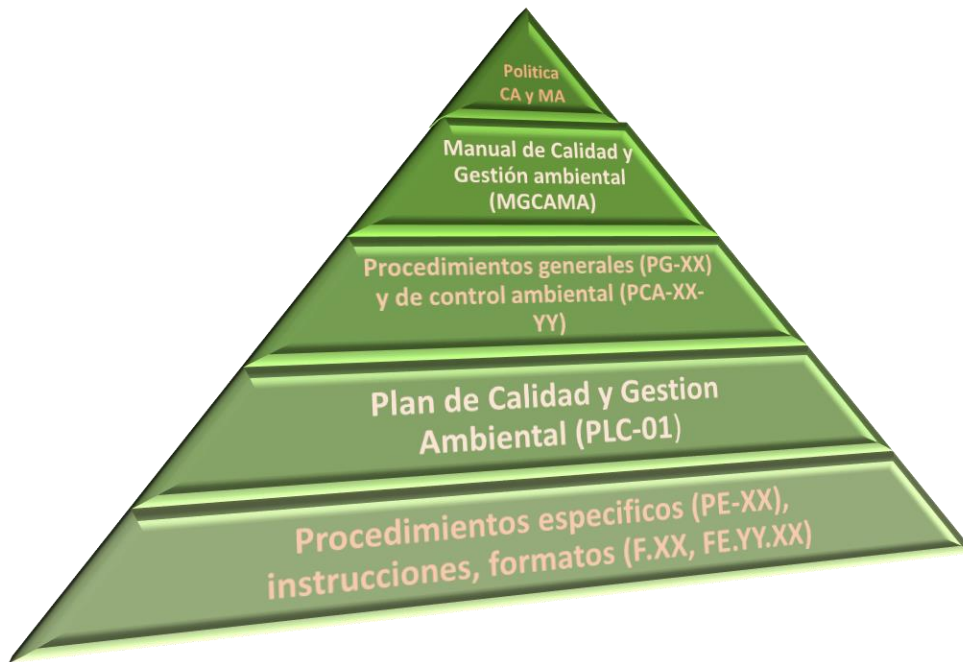 Politica
CA y MA
Manual de Calidad y
Gestión ambiental
(MGCAMA)
Procedimientos generales (PG-XX)
y de control ambiental (PCA-XX-
YY)
Plan de Calidad y Gestion
Ambiental (PLC-01)
Procedimientos especificos (PE-XX),
instrucciones, formatos (F.XX, FE.YY.XX)